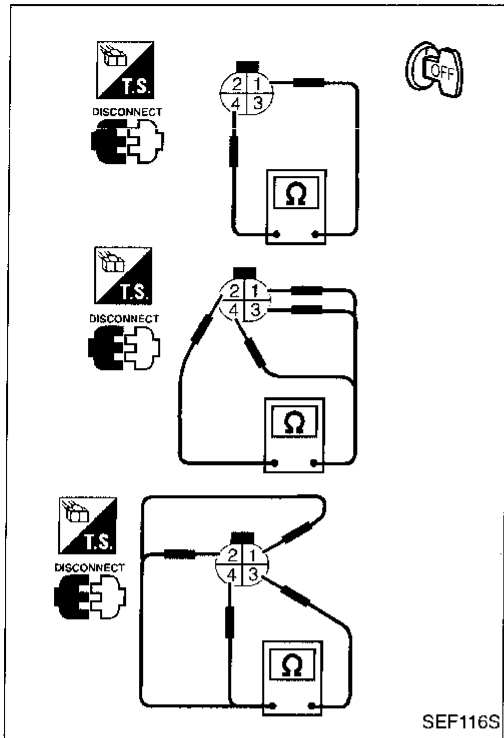 T.S.
DISCONNECT
2 1
4 3
Ω
OFF
T.S.
DISCONNECT
2 1
4 3
Ω
T.S.
DISCONNECT
2 1
4 3
Ω
SEF116S